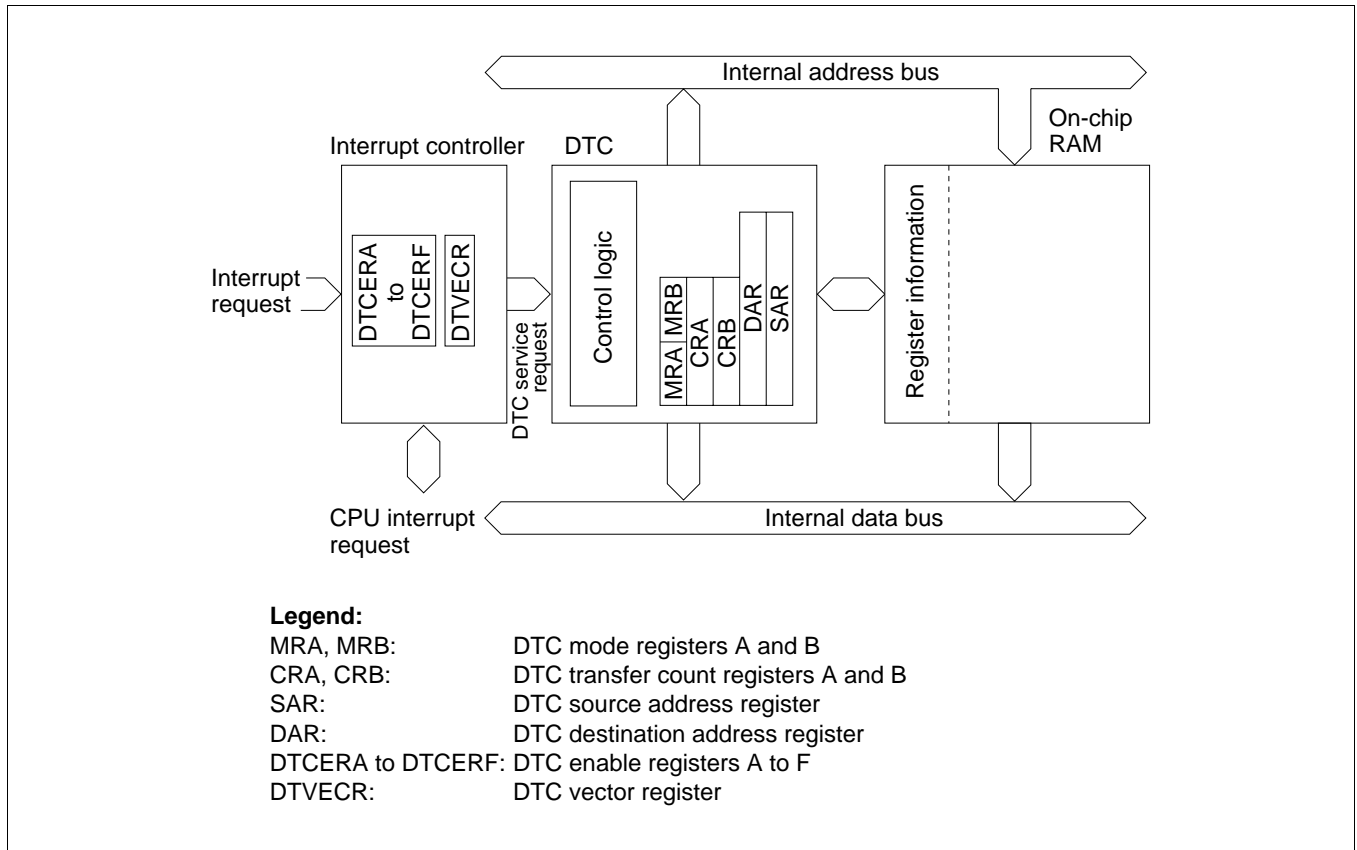 Internal address bus
On-chip
RAM
Interrupt controller
DTC
Interrupt
request
DTCERA
to
DTCERF
DTVECR
DTC service
request
Control logic
MRA
MRB
CRA
CRB
DAR
SAR
Register information
CPU interrupt
request
Internal data bus
Legend:
MRA, MRB: DTC mode registers A and B
CRA, CRB: DTC transfer count registers A and B
SAR: DTC source address register
DAR: DTC destination address register
DTCERA to DTCERF: DTC enable registers A to F
DTVECR: DTC vector register